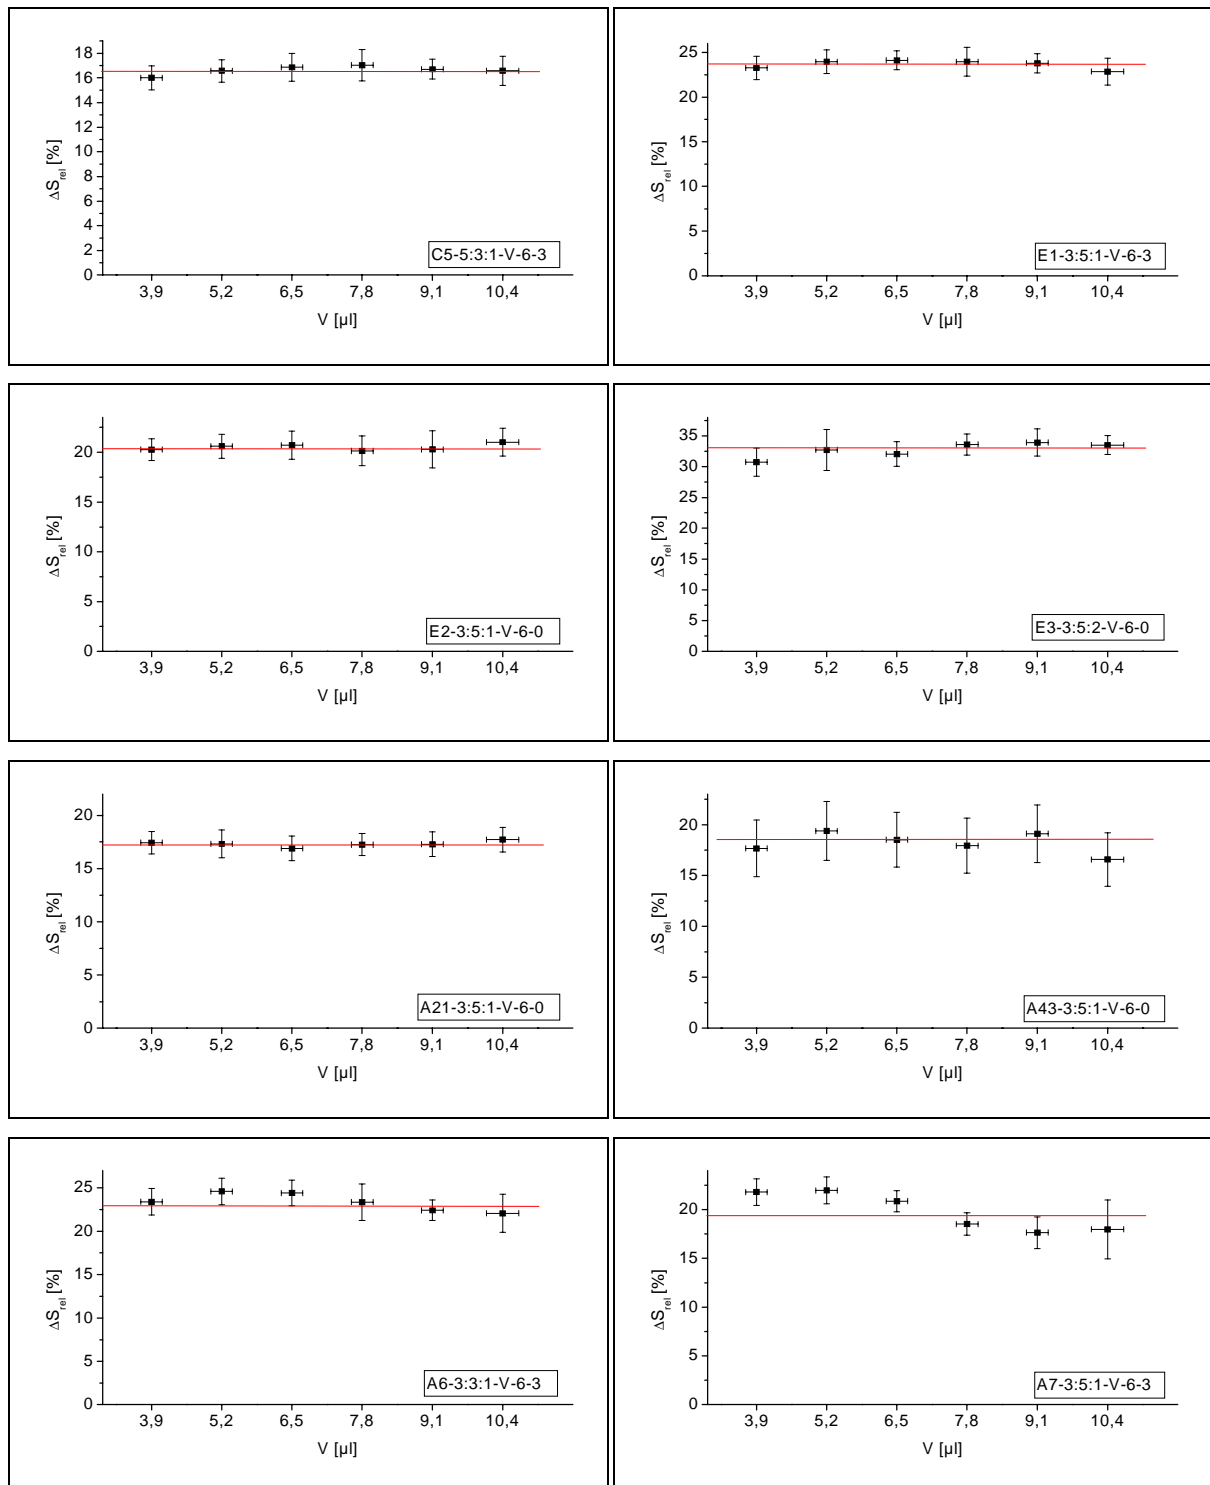 18
16
14
12
10
8
6
4
2
0
ΔS_rel [%]
C5-5:3:1-V-6-3
3,9 5,2 6,5 7,8 9,1 10,4
V [µl]
25
20
15
10
5
0
ΔS_rel [%]
E1-3:5:1-V-6-3
3,9 5,2 6,5 7,8 9,1 10,4
V [µl]
20
15
10
5
0
ΔS_rel [%]
E2-3:5:1-V-6-0
3,9 5,2 6,5 7,8 9,1 10,4
V [µl]
35
30
25
20
15
10
5
0
ΔS_rel [%]
E3-3:5:2-V-6-0
3,9 5,2 6,5 7,8 9,1 10,4
V [µl]
20
15
10
5
0
ΔS_rel [%]
A21-3:5:1-V-6-0
3,9 5,2 6,5 7,8 9,1 10,4
V [µl]
20
15
10
5
0
ΔS_rel [%]
A43-3:5:1-V-6-0
3,9 5,2 6,5 7,8 9,1 10,4
V [µl]
25
20
15
10
5
0
ΔS_rel [%]
A6-3:3:1-V-6-3
3,9 5,2 6,5 7,8 9,1 10,4
V [µl]
20
15
10
5
0
ΔS_rel [%]
A7-3:5:1-V-6-3
3,9 5,2 6,5 7,8 9,1 10,4
V [µl]